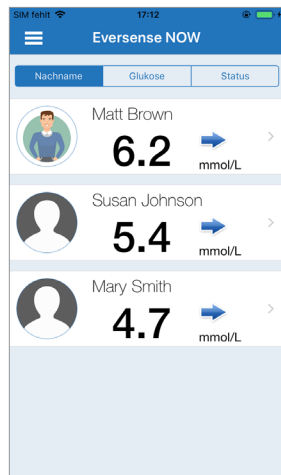 SIM fehlt 17:12
Eversense NOW
Nachname Glukose Status
Matt Brown
6.2
mmol/L
Susan Johnson
5.4
mmol/L
Mary Smith
4.7
mmol/L